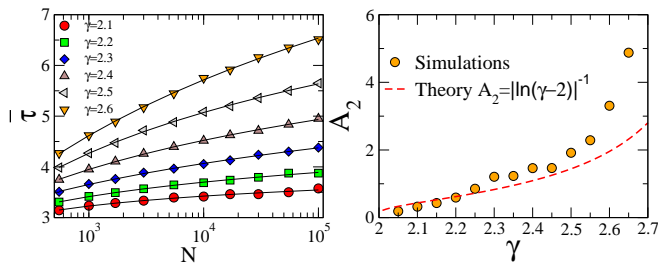 7
6
5
4
3
τ̅
γ=2.1
γ=2.2
γ=2.3
γ=2.4
γ=2.5
γ=2.6
10³ 10⁴ 10⁵
N
6
4
2
0
A₂
Simulations
Theory A₂=|ln(γ−2)|⁻¹
2 2.1 2.2 2.3 2.4 2.5 2.6 2.7
γ